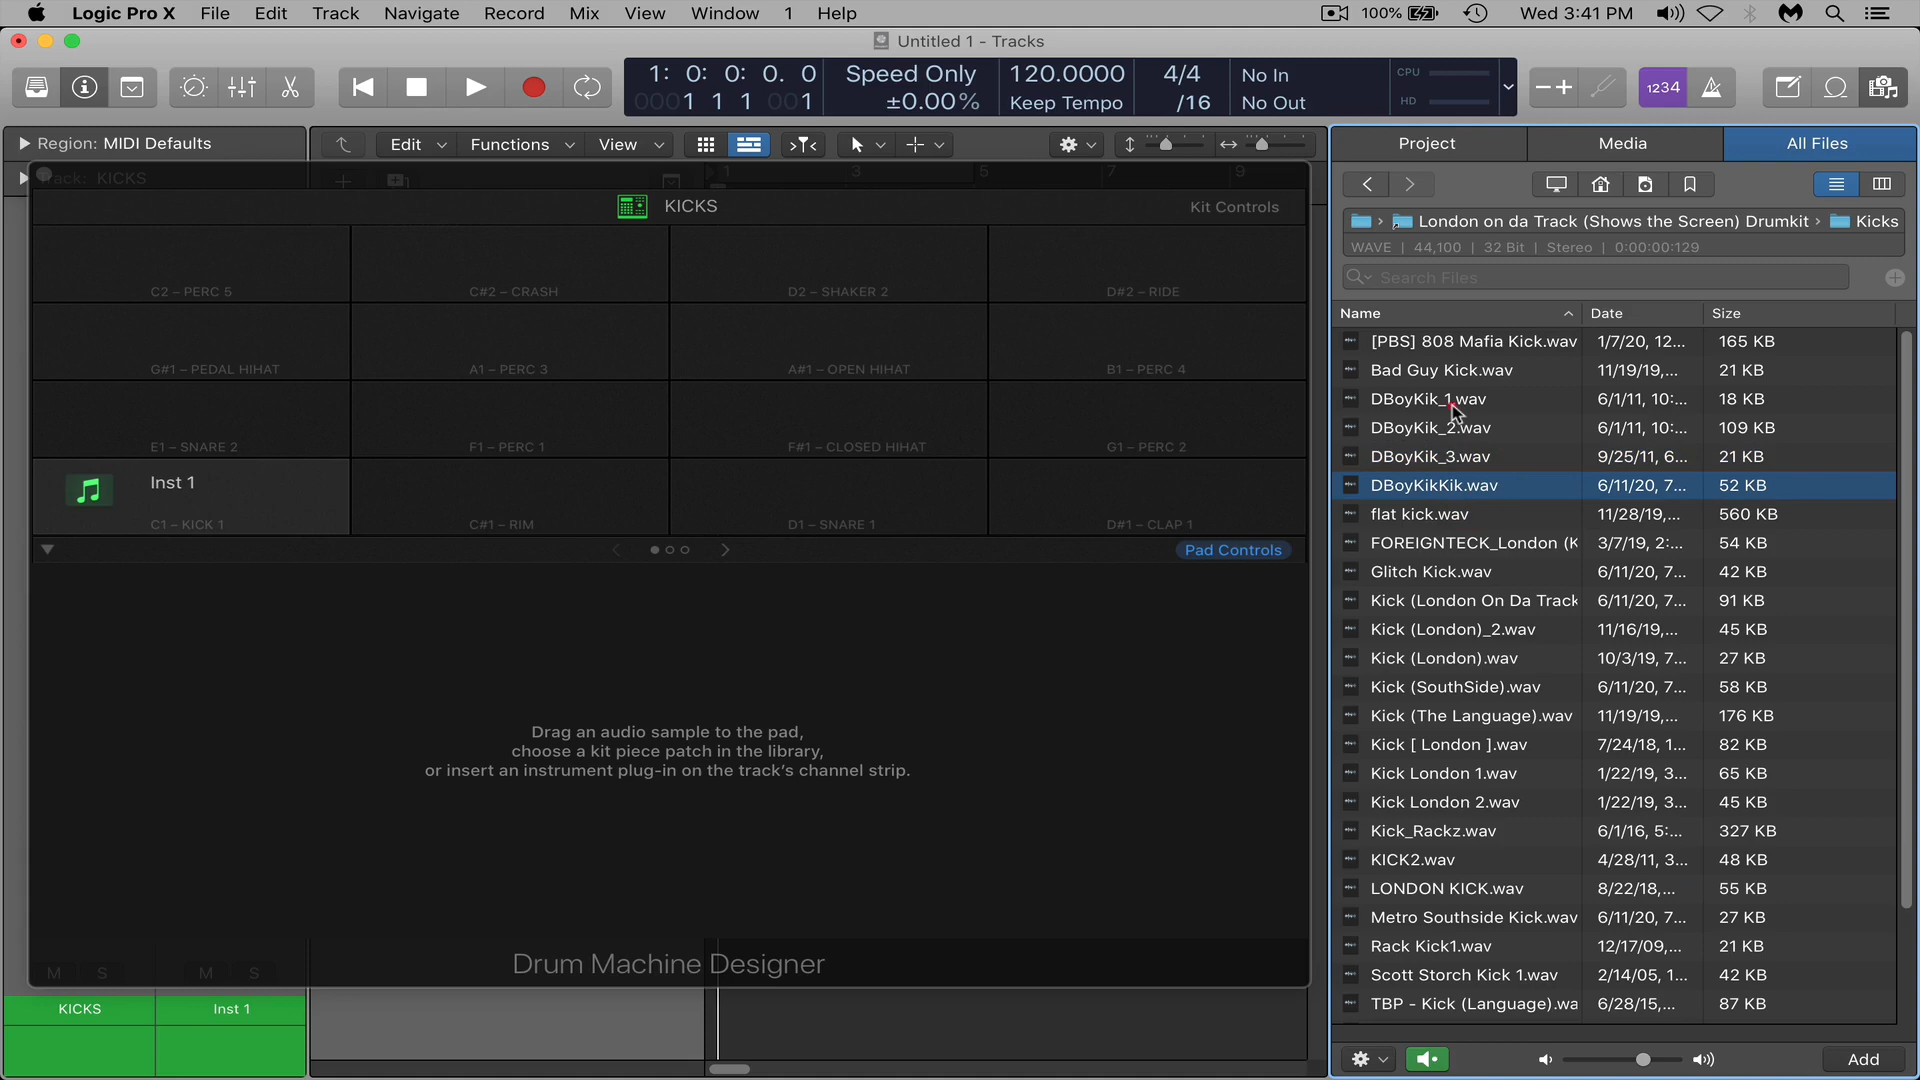 Logic Pro X File Edit Track Navigate Record Mix View Window 1 Help 100% Wed 3:41 PM
Untitled 1 - Tracks
1: 0: 0: 0. 0 Speed Only 120.0000 4/4 No In CPU
0001 1 1 001 ±0.00% Keep Tempo /16 No Out HD
1234
Region: MIDI Defaults Edit Functions View
Track: KICKS
1 3 5 7 9
KICKS Kit Controls
C2 – PERC 5 C#2 – CRASH D2 – SHAKER 2 D#2 – RIDE
G#1 – PEDAL HIHAT A1 – PERC 3 A#1 – OPEN HIHAT B1 – PERC 4
E1 – SNARE 2 F1 – PERC 1 F#1 – CLOSED HIHAT G1 – PERC 2
Inst 1
C1 – KICK 1 C#1 – RIM D1 – SNARE 1 D#1 – CLAP 1
Pad Controls
Drag an audio sample to the pad,
choose a kit piece patch in the library,
or insert an instrument plug-in on the track's channel strip.
Drum Machine Designer
M S M S
KICKS Inst 1
Project Media All Files
London on da Track (Shows the Screen) Drumkit Kicks
WAVE | 44,100 | 32 Bit | Stereo | 0:00:00:129
Search Files
Name Date Size
[PBS] 808 Mafia Kick.wav 1/7/20, 12... 165 KB
Bad Guy Kick.wav 11/19/19,... 21 KB
DBoyKik_1.wav 6/1/11, 10:... 18 KB
DBoyKik_2.wav 6/1/11, 10:... 109 KB
DBoyKik_3.wav 9/25/11, 6... 21 KB
DBoyKikKik.wav 6/11/20, 7... 52 KB
flat kick.wav 11/28/19,... 560 KB
FOREIGNTECK_London (K 3/7/19, 2:... 54 KB
Glitch Kick.wav 6/11/20, 7... 42 KB
Kick (London On Da Track 6/11/20, 7... 91 KB
Kick (London)_2.wav 11/16/19,... 45 KB
Kick (London).wav 10/3/19, 7... 27 KB
Kick (SouthSide).wav 6/11/20, 7... 58 KB
Kick (The Language).wav 11/19/19,... 176 KB
Kick [ London ].wav 7/24/18, 1... 82 KB
Kick London 1.wav 1/22/19, 3... 65 KB
Kick London 2.wav 1/22/19, 3... 45 KB
Kick_Rackz.wav 6/1/16, 5:... 327 KB
KICK2.wav 4/28/11, 3... 48 KB
LONDON KICK.wav 8/22/18,... 55 KB
Metro Southside Kick.wav 6/11/20, 7... 27 KB
Rack Kick1.wav 12/17/09,... 21 KB
Scott Storch Kick 1.wav 2/14/05, 1... 42 KB
TBP - Kick (Language).wa 6/28/15,... 87 KB
Add